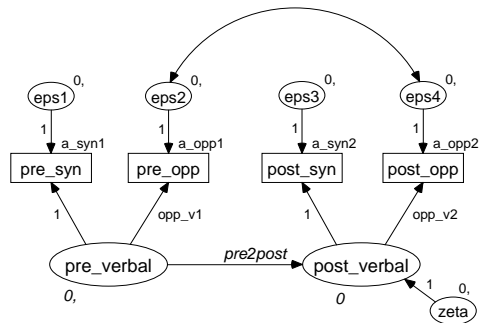 0, 0, 0, 0,
eps1 eps2 eps3 eps4
1 1 1 1
a_syn1 a_opp1 a_syn2 a_opp2
pre_syn pre_opp post_syn post_opp
1 opp_v1 1 opp_v2
pre2post
pre_verbal post_verbal
0, 0 1 0,
zeta